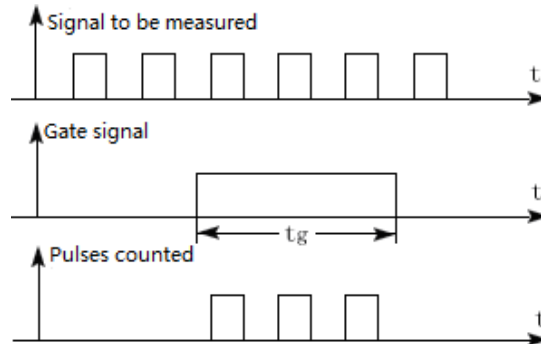 Signal to be measured
t
Gate signal
t
tg
Pulses counted
t